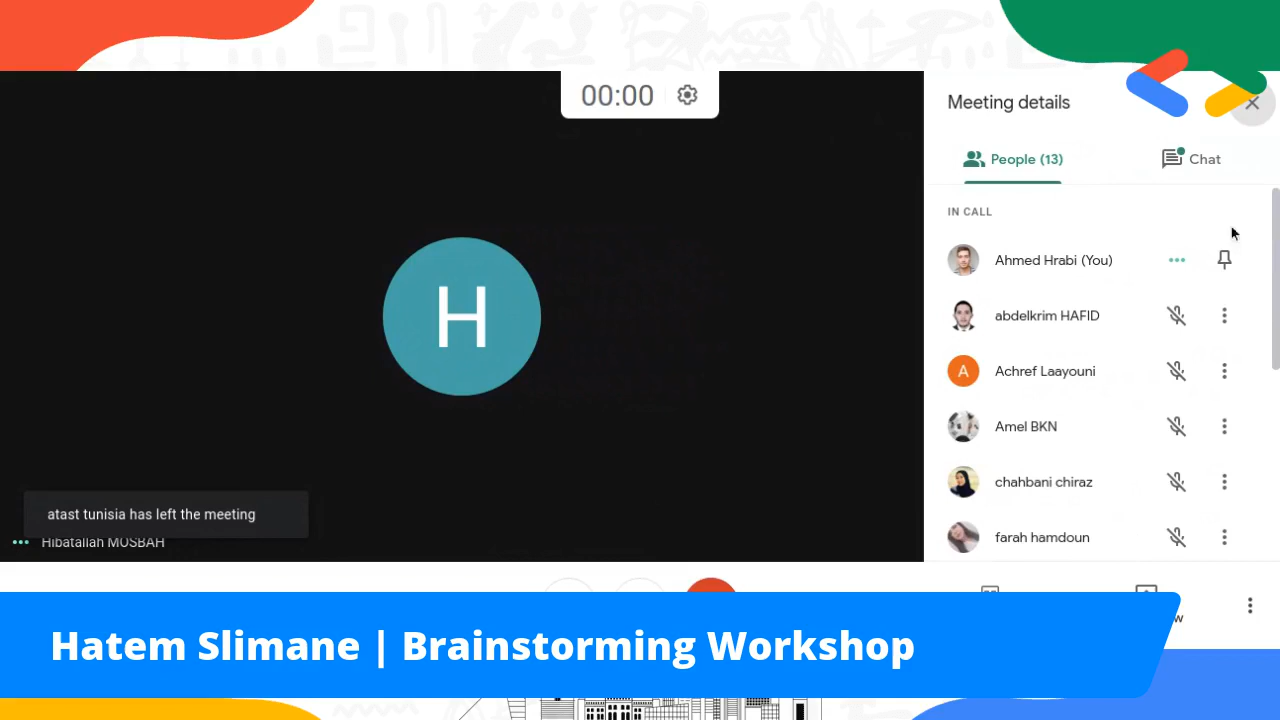 00:00
Meeting details
People (13)
Chat
IN CALL
Ahmed Hrabi (You)
abdelkrim HAFID
A
Achref Laayouni
Amel BKN
chahbani chiraz
farah hamdoun
H
atast tunisia has left the meeting
Hibatallah MOSBAH
Hatem Slimane | Brainstorming Workshop